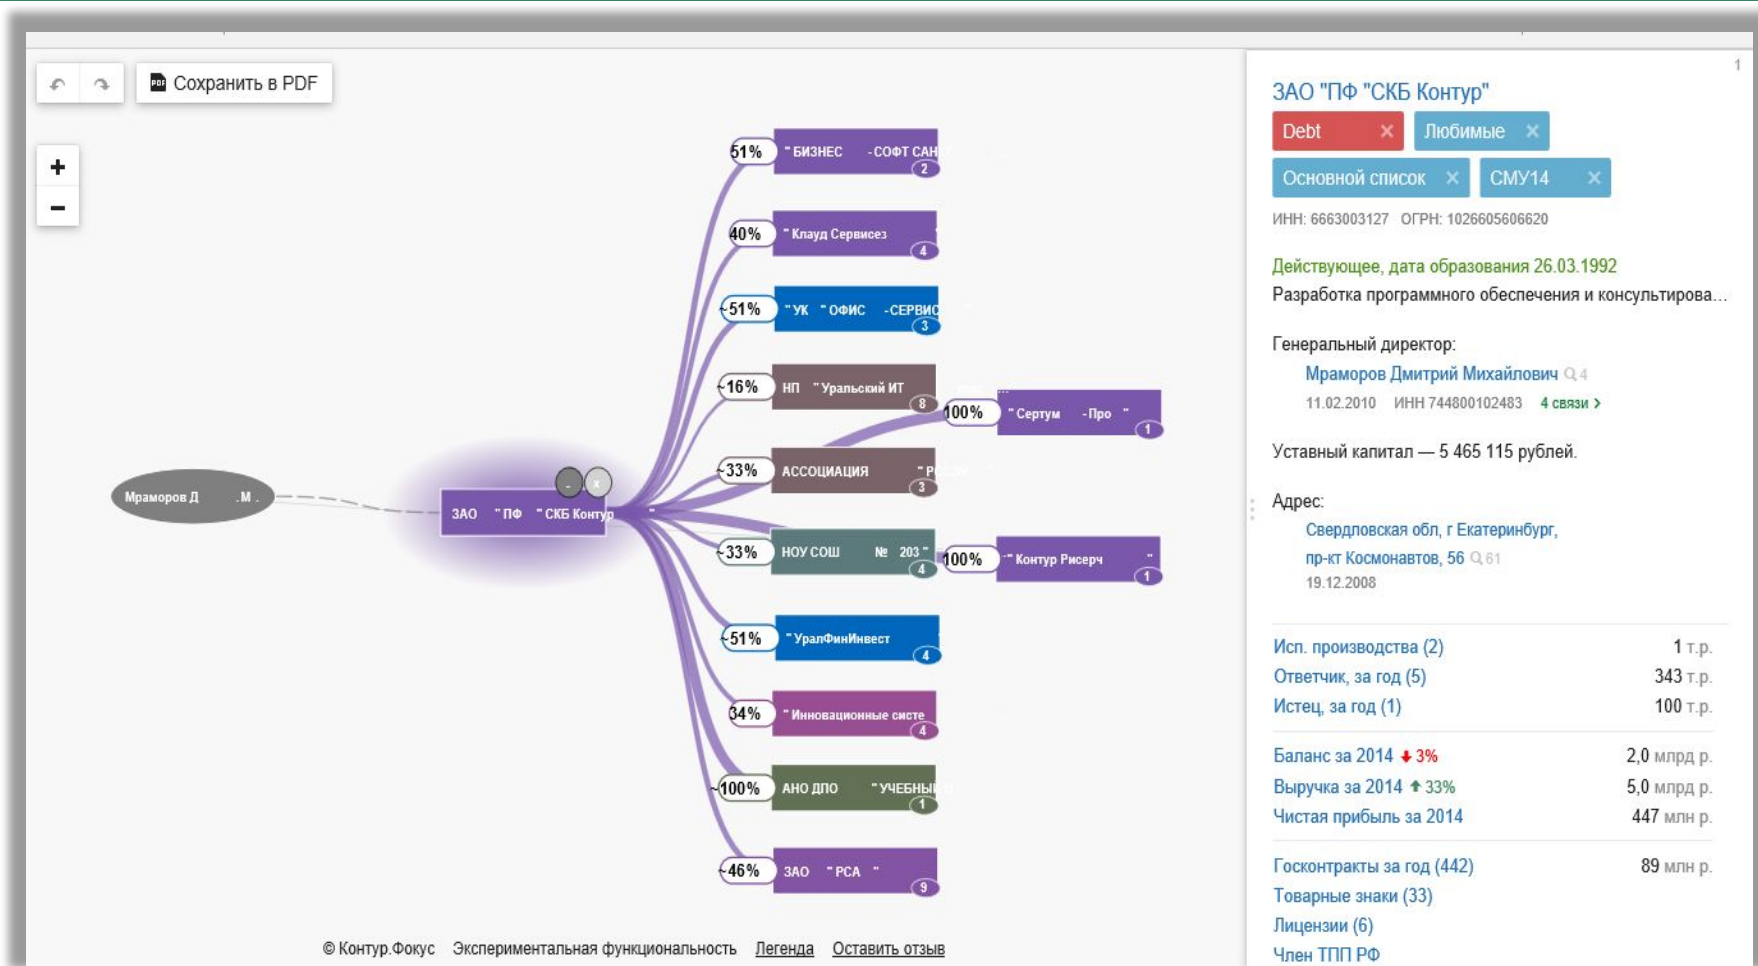 Сохранить в PDF
+
−
51% "БИЗНЕС -СОФТ САН
2
40% "Клауд Сервисез
4
~51% "УК "ОФИС -СЕРВИС "
3
~16% НП "Уральский ИТ
8
100% "Сертум -Про "
1
~33% АССОЦИАЦИЯ
3
Мраморов Д .М .
ЗАО "ПФ "СКБ Контур "
~33% НОУ СОШ № 203 "
4
100% "Контур Рисерч "
1
~51% "УралФинИнвест "
4
34% "Инновационные систе
4
~100% АНО ДПО "УЧЕБНЫЙ
1
~46% ЗАО "РСА "
9
© Контур.Фокус Экспериментальная функциональность Легенда Оставить отзыв
1
ЗАО "ПФ "СКБ Контур"
Debt × Любимые ×
Основной список × СМУ14 ×
ИНН: 6663003127 ОГРН: 1026605606620
Действующее, дата образования 26.03.1992
Разработка программного обеспечения и консультирова...
Генеральный директор:
Мраморов Дмитрий Михайлович 4
11.02.2010 ИНН 744800102483 4 связи >
Уставный капитал — 5 465 115 рублей.
Адрес:
Свердловская обл, г Екатеринбург,
пр-кт Космонавтов, 56 61
19.12.2008
Исп. производства (2) 1 т.р.
Ответчик, за год (5) 343 т.р.
Истец, за год (1) 100 т.р.
Баланс за 2014 3% 2,0 млрд р.
Выручка за 2014 33% 5,0 млрд р.
Чистая прибыль за 2014 447 млн р.
Госконтракты за год (442) 89 млн р.
Товарные знаки (33)
Лицензии (6)
Член ТПП РФ